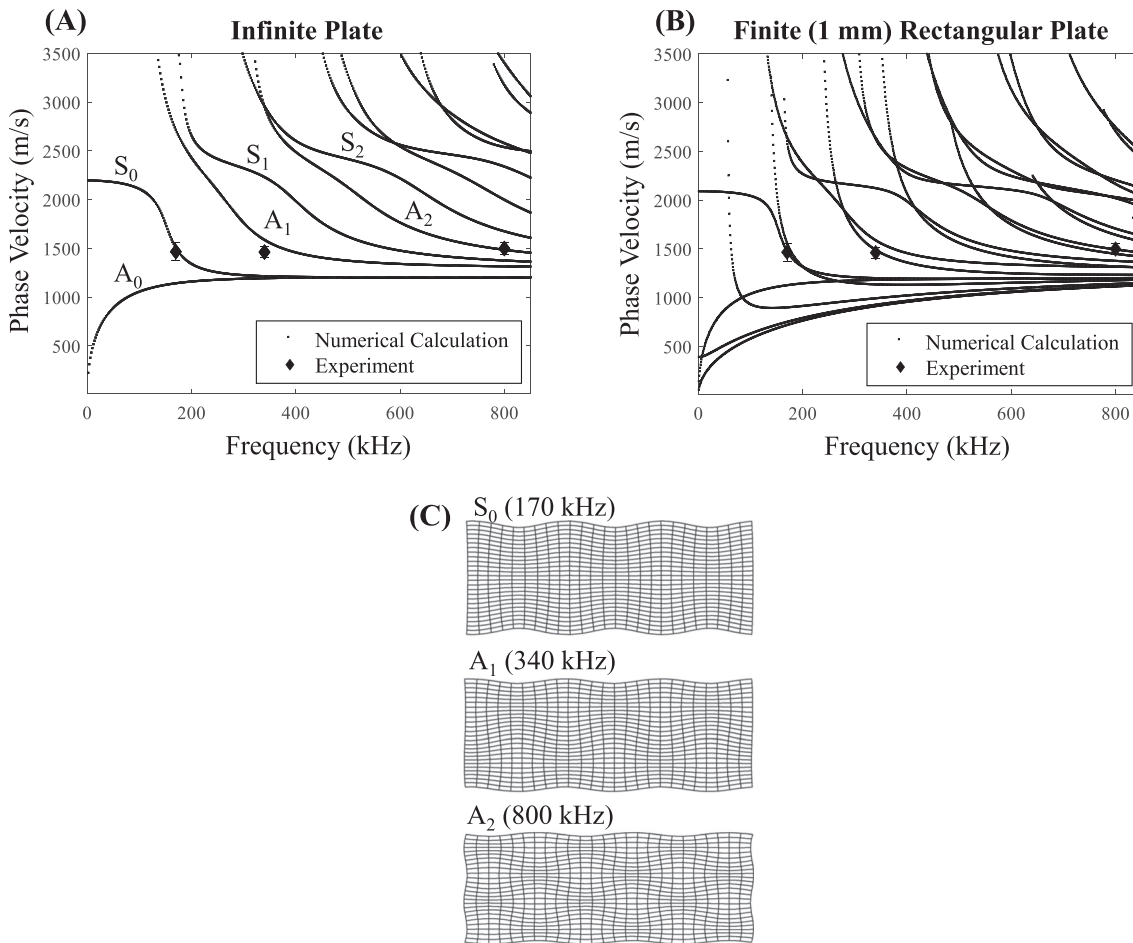 (A)
Infinite Plate
3500
3000
2500
2000
1500
1000
500
0
200
400
600
800
Phase Velocity (m/s)
Frequency (kHz)
S₀
A₀
S₁
A₁
S₂
A₂
Numerical Calculation
Experiment
(B)
Finite (1 mm) Rectangular Plate
3500
3000
2500
2000
1500
1000
500
0
200
400
600
800
Phase Velocity (m/s)
Frequency (kHz)
Numerical Calculation
Experiment
(C)
S₀ (170 kHz)
A₁ (340 kHz)
A₂ (800 kHz)